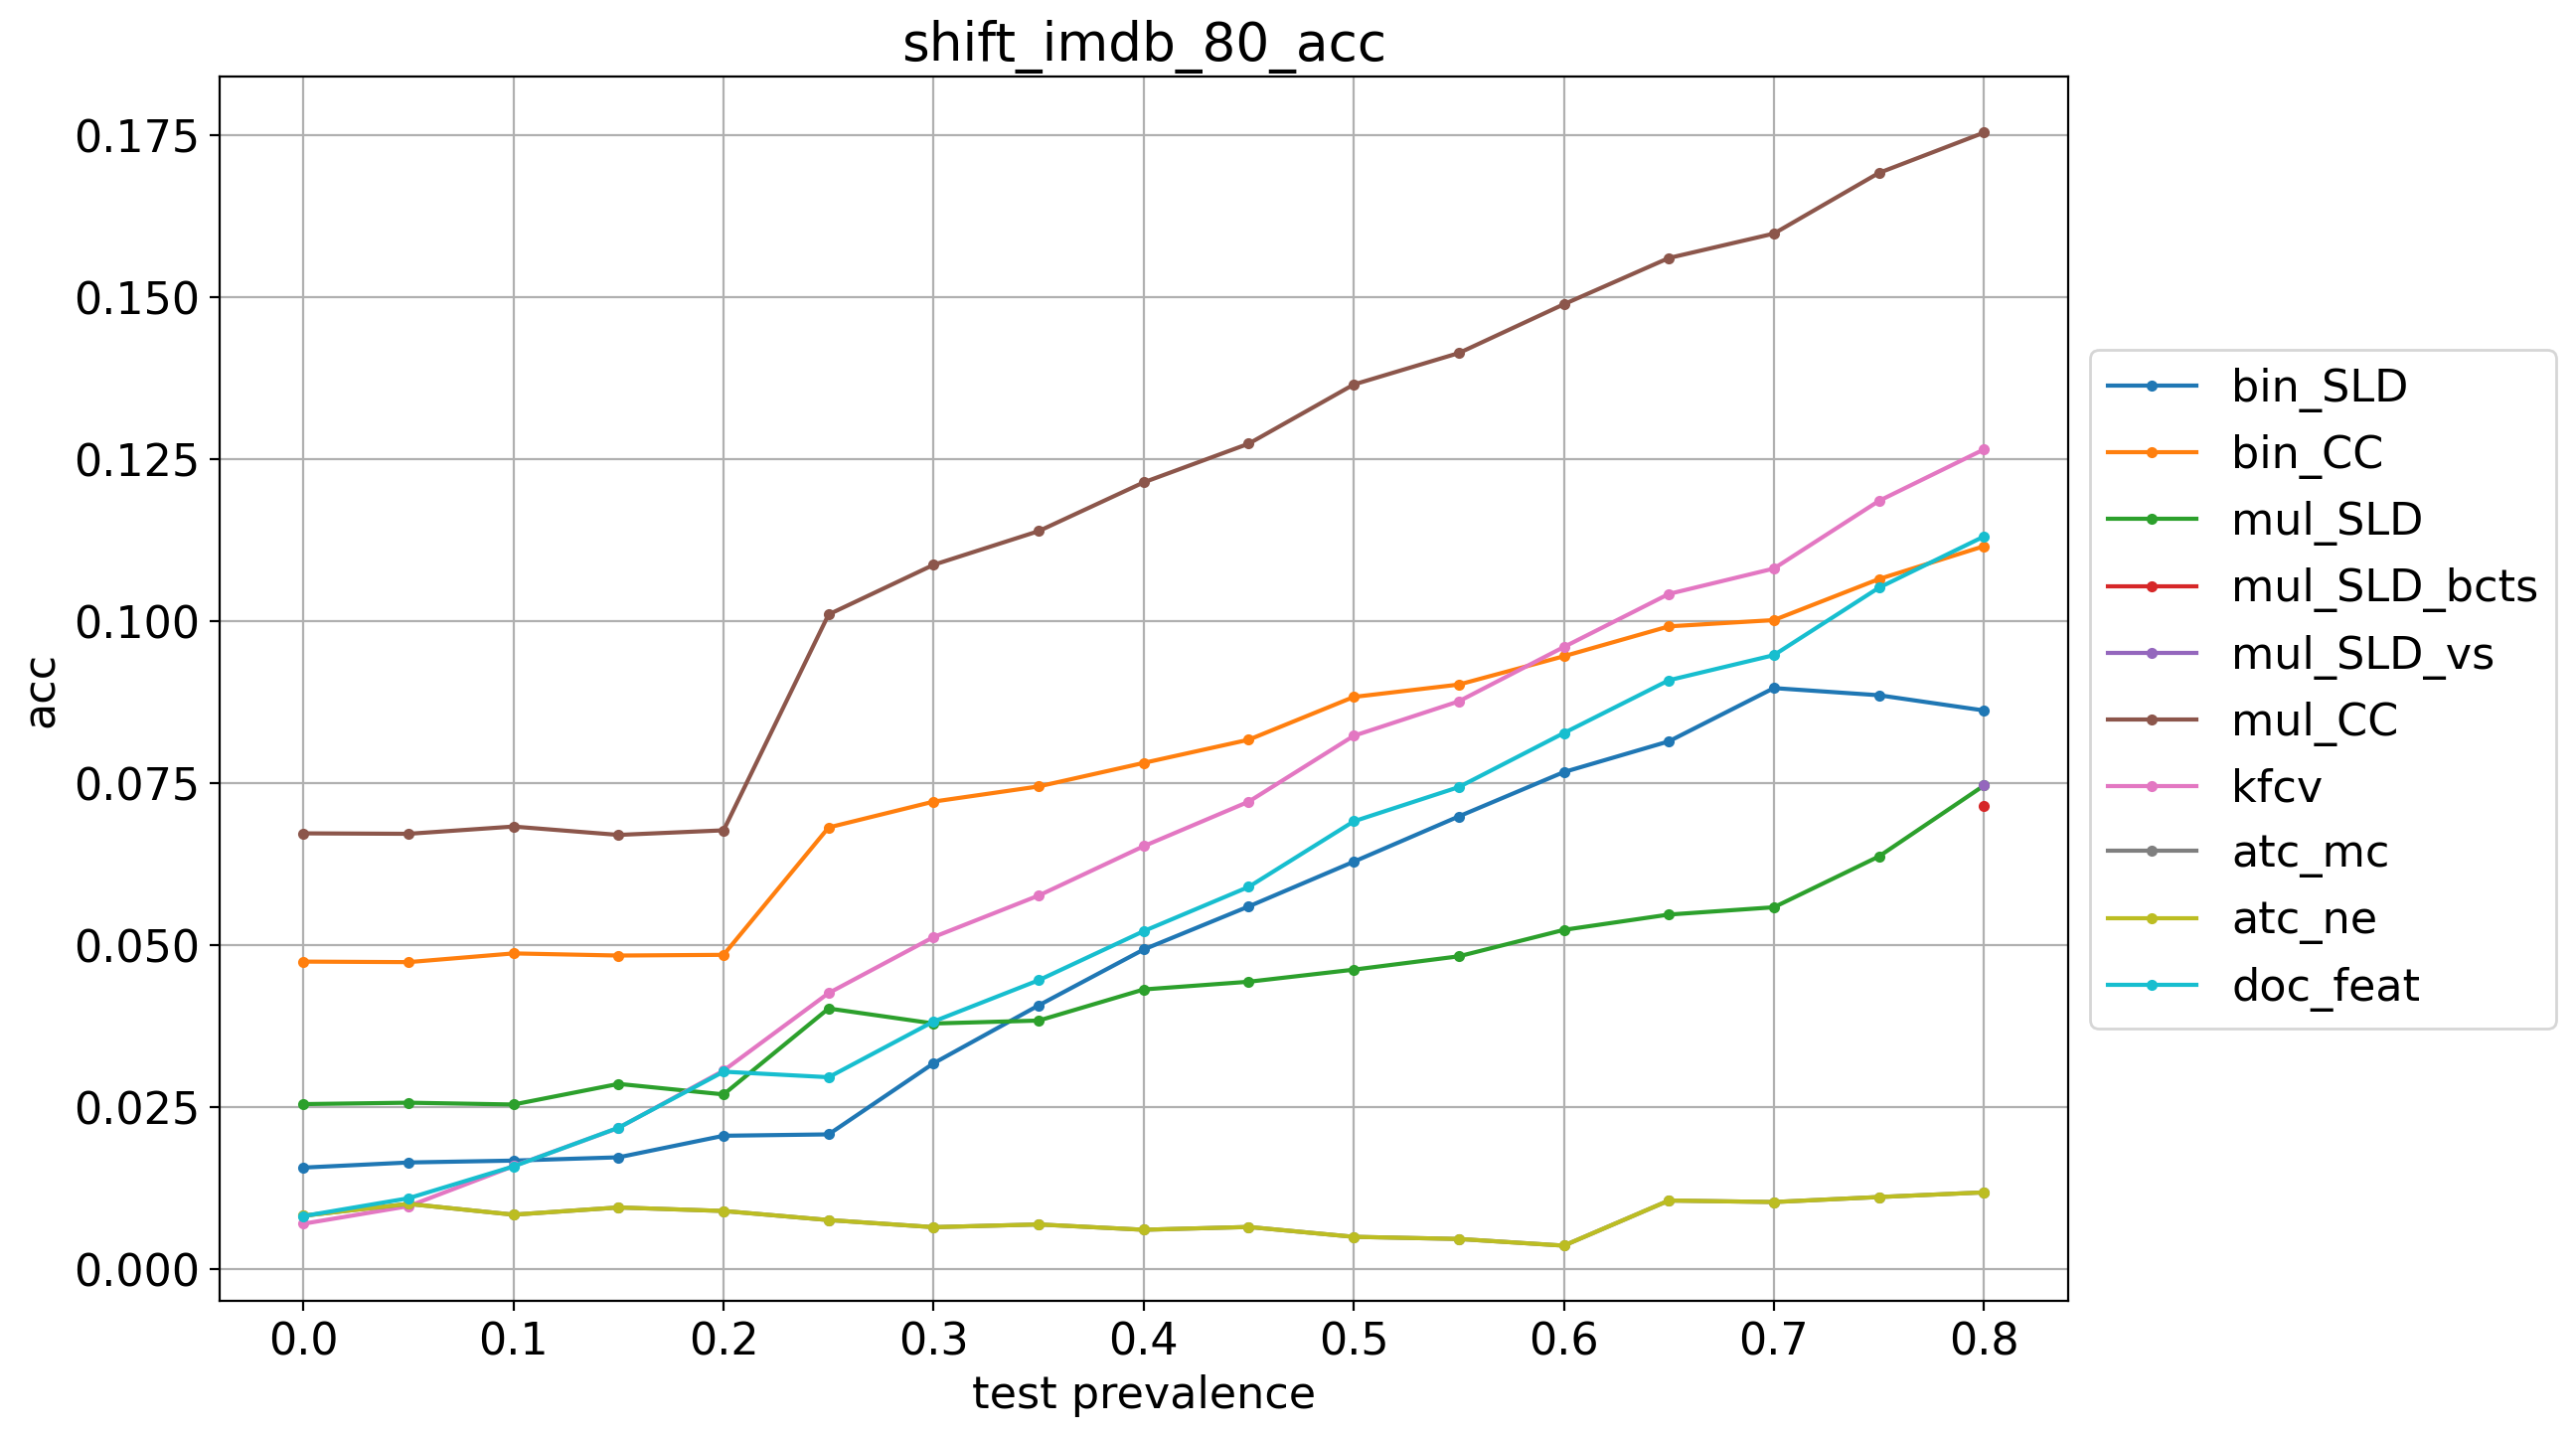 shift_imdb_80_acc
0.175
0.150
0.125
0.100
0.075
0.050
0.025
0.000
acc
0.0 0.1 0.2 0.3 0.4 0.5 0.6 0.7 0.8
test prevalence
bin_SLD
bin_CC
mul_SLD
mul_SLD_bcts
mul_SLD_vs
mul_CC
kfcv
atc_mc
atc_ne
doc_feat